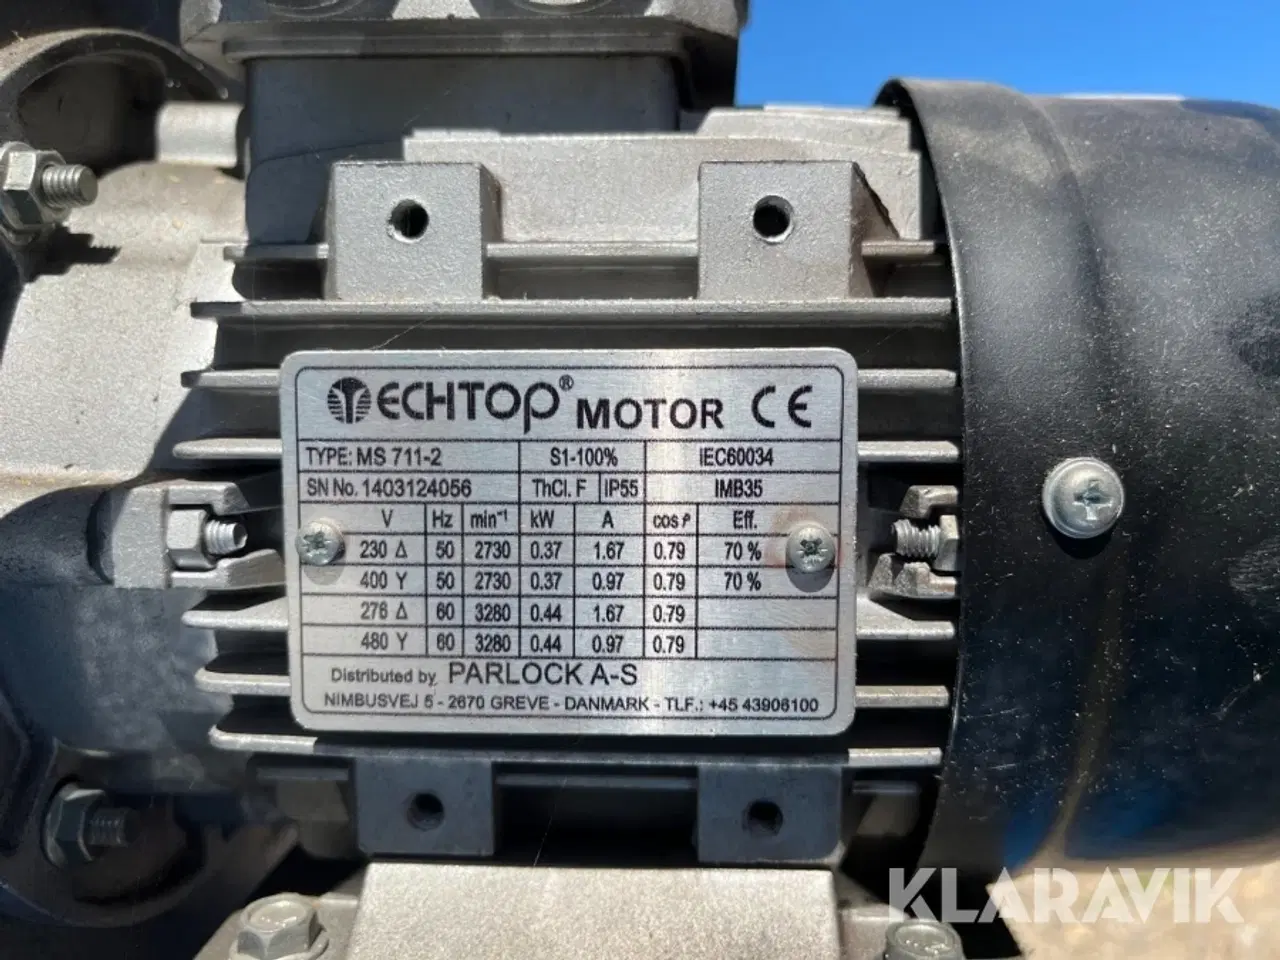 TECHTOP® MOTOR CE
TYPE: MS 711-2 S1-100% IEC60034
SN No. 1403124056 ThCl. F IP55 IMB35
V Hz min⁻¹ kW A cos φ Eff.
230 Δ 50 2730 0.37 1.67 0.79 70 %
400 Y 50 2730 0.37 0.97 0.79 70 %
276 Δ 60 3280 0.44 1.67 0.79
480 Y 60 3280 0.44 0.97 0.79
Distributed by PARLOCK A-S
NIMBUSVEJ 5 - 2670 GREVE - DANMARK - TLF.: +45 43906100
KLARAVIK